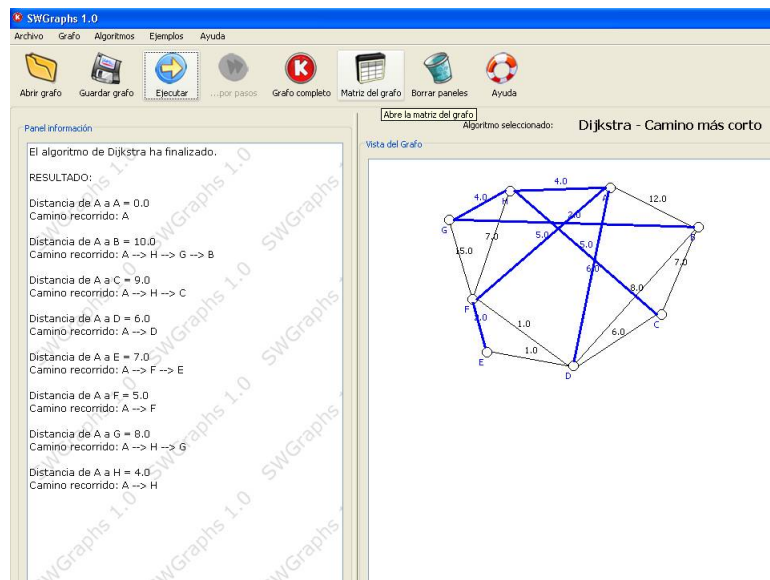 SWGraphs 1.0
Archivo Grafo Algoritmos Ejemplos Ayuda
Abrir grafo Guardar grafo Ejecutar ...por pasos Grafo completo Matriz del grafo Borrar paneles Ayuda
Abre la matriz del grafo
Algoritmo seleccionado: Dijkstra - Camino más corto
Panel información
El algoritmo de Dijkstra ha finalizado.
RESULTADO:
Distancia de A a A = 0.0
Camino recorrido: A
Distancia de A a B = 10.0
Camino recorrido: A --> H --> G --> B
Distancia de A a C = 9.0
Camino recorrido: A --> H --> C
Distancia de A a D = 6.0
Camino recorrido: A --> D
Distancia de A a E = 7.0
Camino recorrido: A --> F --> E
Distancia de A a F = 5.0
Camino recorrido: A --> F
Distancia de A a G = 8.0
Camino recorrido: A --> H --> G
Distancia de A a H = 4.0
Camino recorrido: A --> H
SWGraphs 1.0
Vista del Grafo
4.0
4.0
H
A
12.0
G
2.0
B
7.0
5.0
5.0
15.0
6.0
7.0
8.0
F
2.0
1.0
C
6.0
1.0
E
D